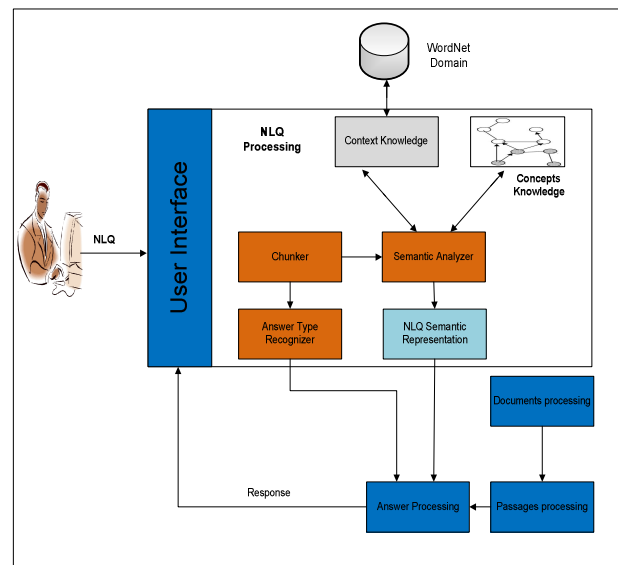 WordNet
Domain
NLQ
Processing
Context Knowledge
Concepts
Knowledge
User Interface
NLQ
Chunker
Semantic Analyzer
Answer Type
Recognizer
NLQ Semantic
Representation
Documents processing
Response
Answer Processing
Passages processing